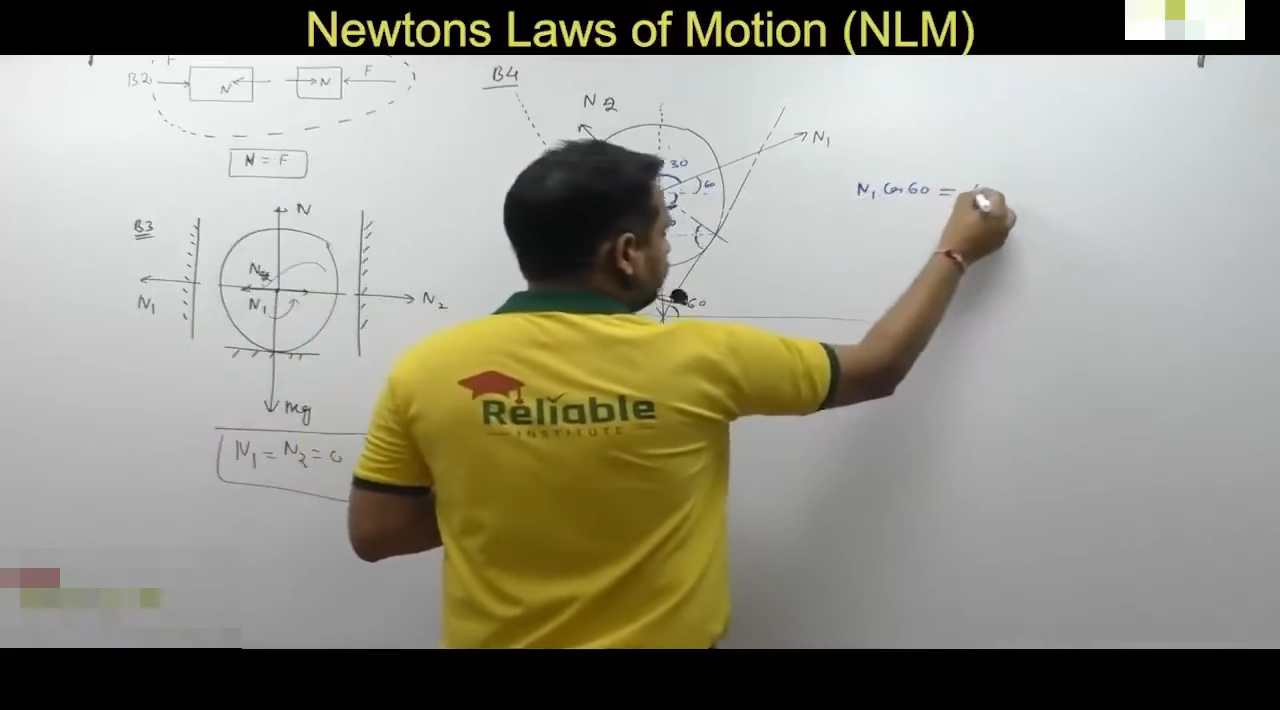 Newtons Laws of Motion (NLM)
B2 F N N F
N = F
B3 N
N₁ N₂ N₁ N₂
mg
N₁ = N₂ = 0
B4
N2 N₁
30
60
60
N₁ cos 60 =
Reliable
INSTITUTE